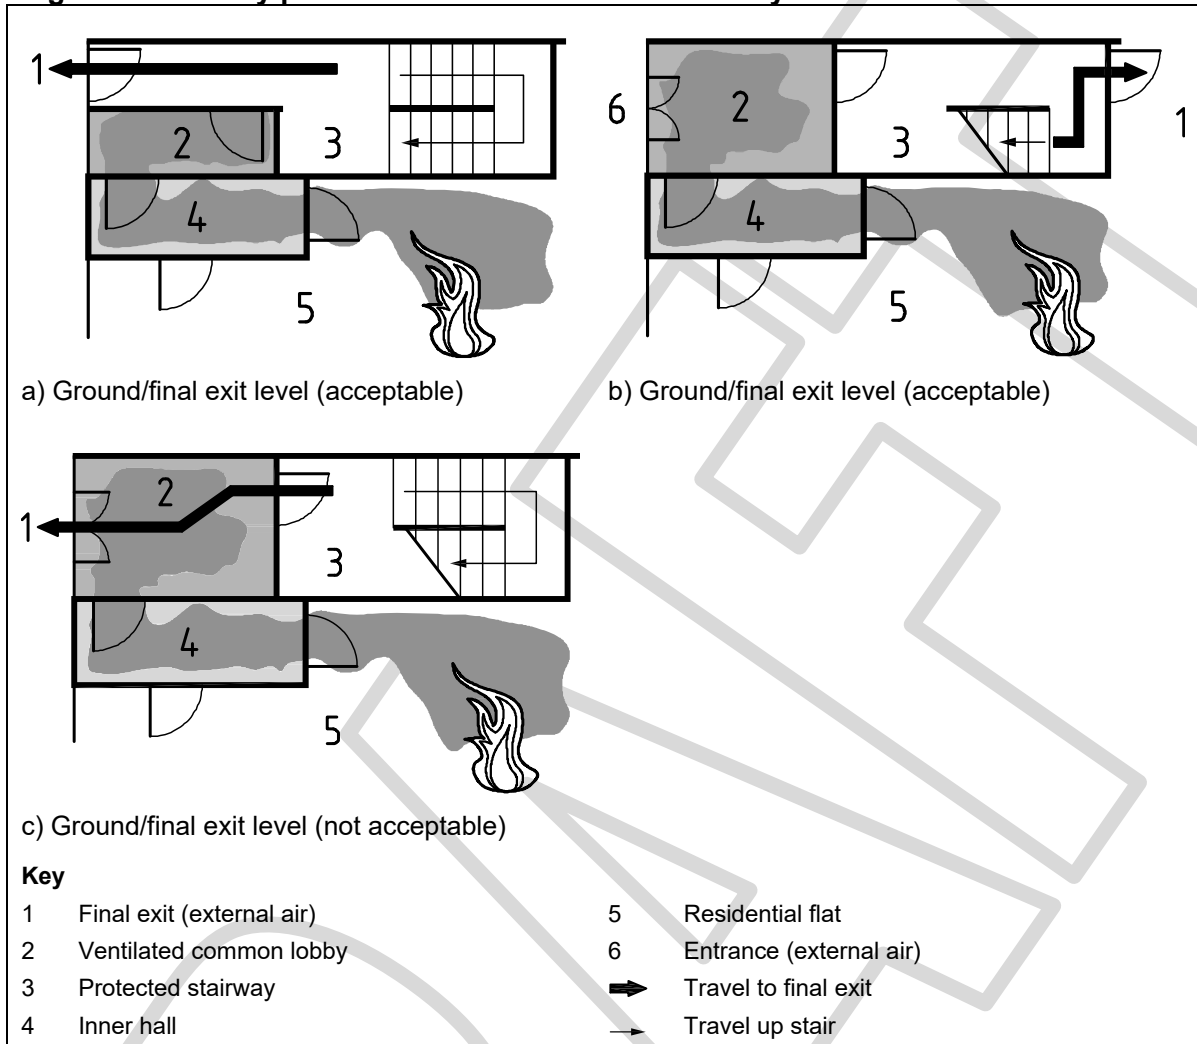 1
2
3
4
5
a) Ground/final exit level (acceptable)
6
2
3
1
4
5
b) Ground/final exit level (acceptable)
1
2
3
4
5
c) Ground/final exit level (not acceptable)
Key
1 Final exit (external air)
2 Ventilated common lobby
3 Protected stairway
4 Inner hall
5 Residential flat
6 Entrance (external air)
Travel to final exit
Travel up stair